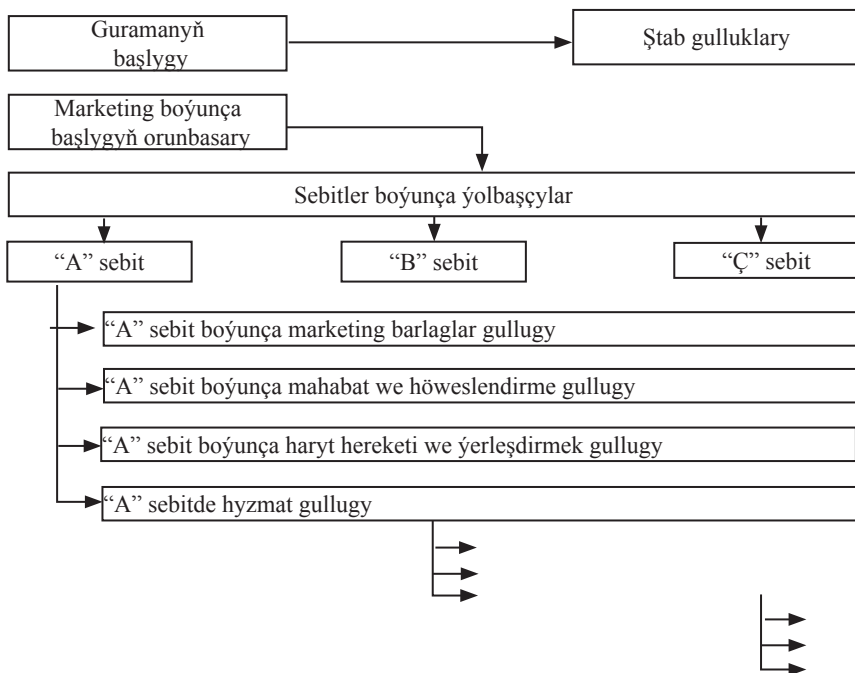 Guramanyň
başlygy
Ştab gulluklary
Marketing boýunça
başlygyň orunbasary
Sebitler boýunça ýolbaşçylar
“A” sebit
“B” sebit
“Ç” sebit
“A” sebit boýunça marketing barlaglar gullugy
“A” sebit boýunça mahabat we höweslendirme gullugy
“A” sebit boýunça haryt hereketi we ýerleşdirmek gullugy
“A” sebitde hyzmat gullugy